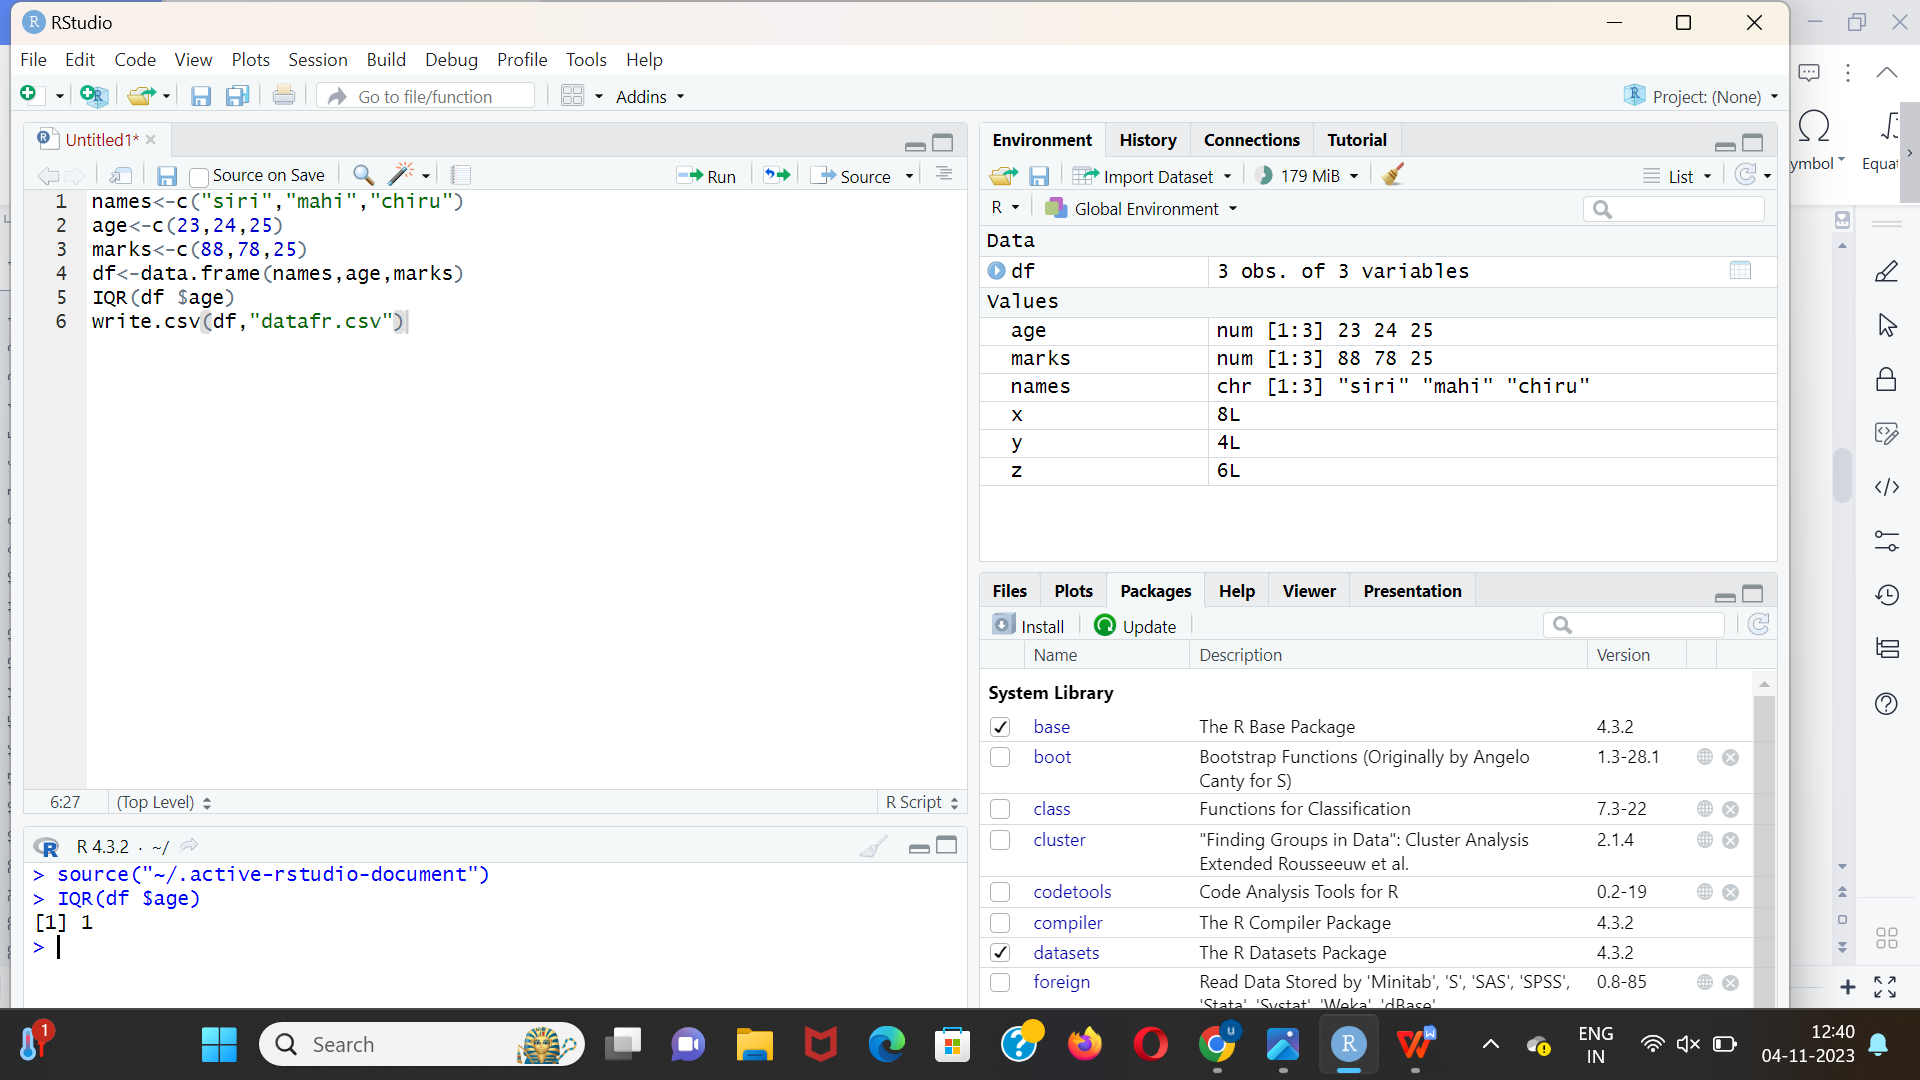 RStudio
File Edit Code View Plots Session Build Debug Profile Tools Help
Go to file/function Addins Project: (None)
Untitled1*
Source on Save Run Source
1 names<-c("siri","mahi","chiru")
2 age<-c(23,24,25)
3 marks<-c(88,78,25)
4 df<-data.frame(names,age,marks)
5 IQR(df $age)
6 write.csv(df,"datafr.csv")
6:27 (Top Level) R Script
R 4.3.2 · ~/
> source("~/.active-rstudio-document")
> IQR(df $age)
[1] 1
>
Environment History Connections Tutorial
Import Dataset 179 MiB List
R Global Environment
Data
df 3 obs. of 3 variables
Values
age num [1:3] 23 24 25
marks num [1:3] 88 78 25
names chr [1:3] "siri" "mahi" "chiru"
x 8L
y 4L
z 6L
Files Plots Packages Help Viewer Presentation
Install Update
Name Description Version
System Library
base The R Base Package 4.3.2
boot Bootstrap Functions (Originally by Angelo 1.3-28.1
Canty for S)
class Functions for Classification 7.3-22
cluster "Finding Groups in Data": Cluster Analysis 2.1.4
Extended Rousseeuw et al.
codetools Code Analysis Tools for R 0.2-19
compiler The R Compiler Package 4.3.2
datasets The R Datasets Package 4.3.2
foreign Read Data Stored by 'Minitab', 'S', 'SAS', 'SPSS', 0.8-85
'Stata', 'Systat', 'Weka', 'dBase'
ymbol Equat
1 Search ENG
IN
12:40
04-11-2023